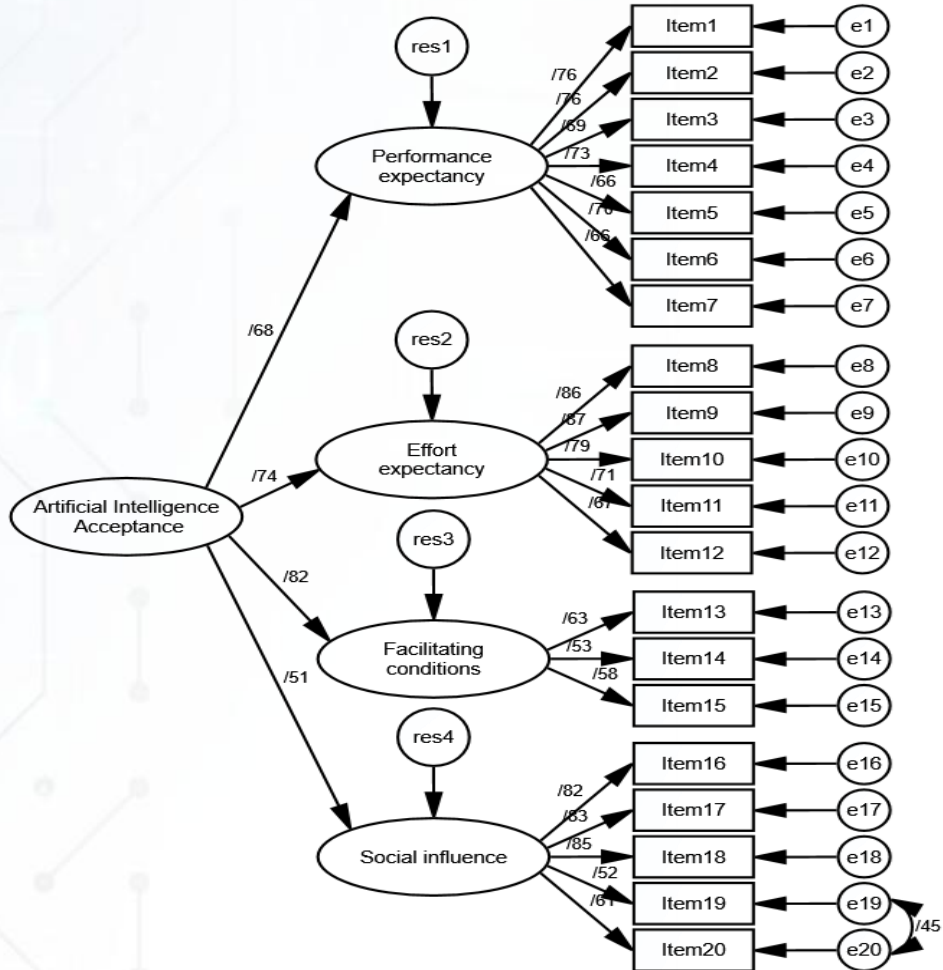 res1
Performance
expectancy
/76
/76
/69
/73
/66
/70
/66
Item1
e1
Item2
e2
Item3
e3
Item4
e4
Item5
e5
Item6
e6
Item7
e7
/68
res2
Effort
expectancy
/86
/87
/79
/71
/67
Item8
e8
Item9
e9
Item10
e10
Item11
e11
Item12
e12
/74
Artificial Intelligence
Acceptance
res3
/82
Facilitating
conditions
/63
/53
/58
Item13
e13
Item14
e14
Item15
e15
/51
res4
Social influence
/82
/83
/85
/52
/61
Item16
e16
Item17
e17
Item18
e18
Item19
e19
Item20
e20
/45